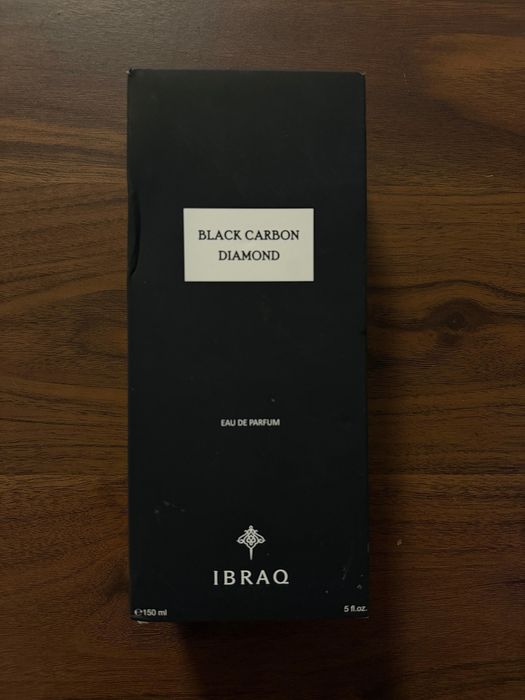 BLACK CARBON
DIAMOND
EAU DE PARFUM
IBRAQ
℮150 ml
5 fl.oz.